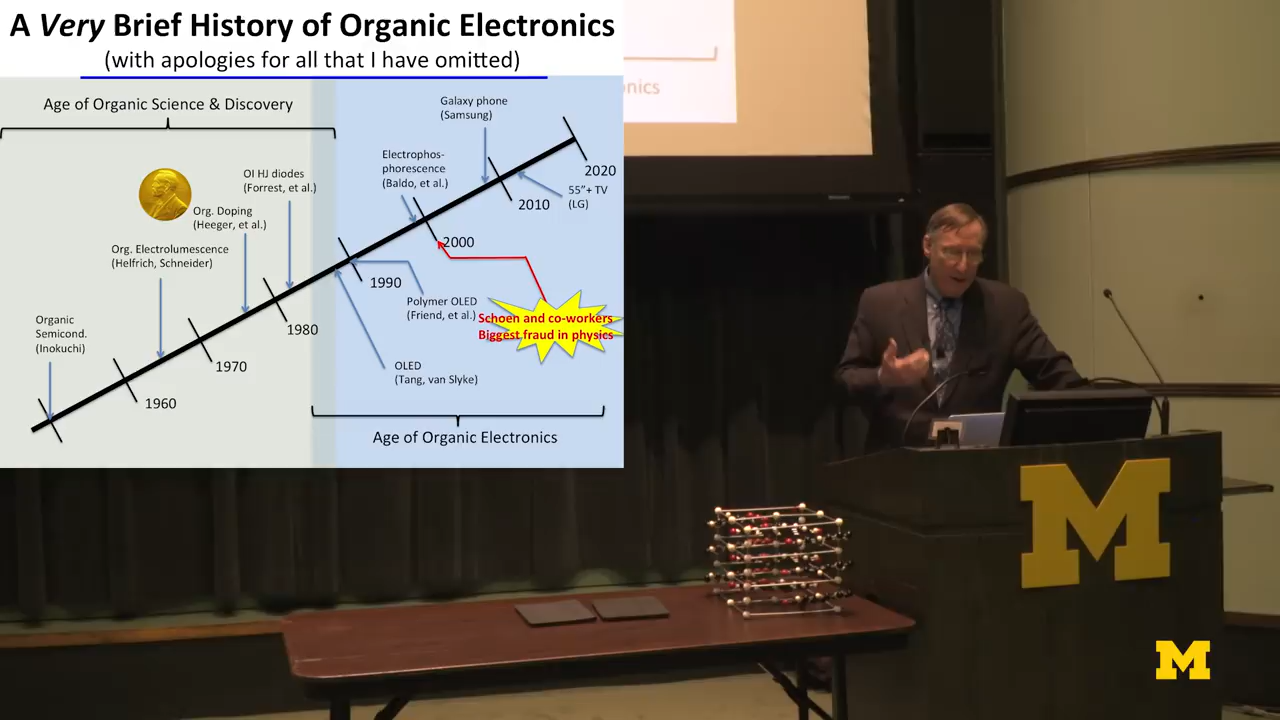 A Very Brief History of Organic Electronics
(with apologies for all that I have omitted)
Age of Organic Science & Discovery
Galaxy phone
(Samsung)
Electrophos-
phorescence
(Baldo, et al.)
2020
OI HJ diodes
(Forrest, et al.)
55"+ TV
(LG)
2010
Org. Doping
(Heeger, et al.)
2000
Org. Electrolumescence
(Helfrich, Schneider)
1990
Polymer OLED
(Friend, et al.)
Schoen and co-workers
Biggest fraud in physics
Organic
Semicond.
(Inokuchi)
1980
1970
OLED
(Tang, van Slyke)
1960
Age of Organic Electronics
nics
M
M